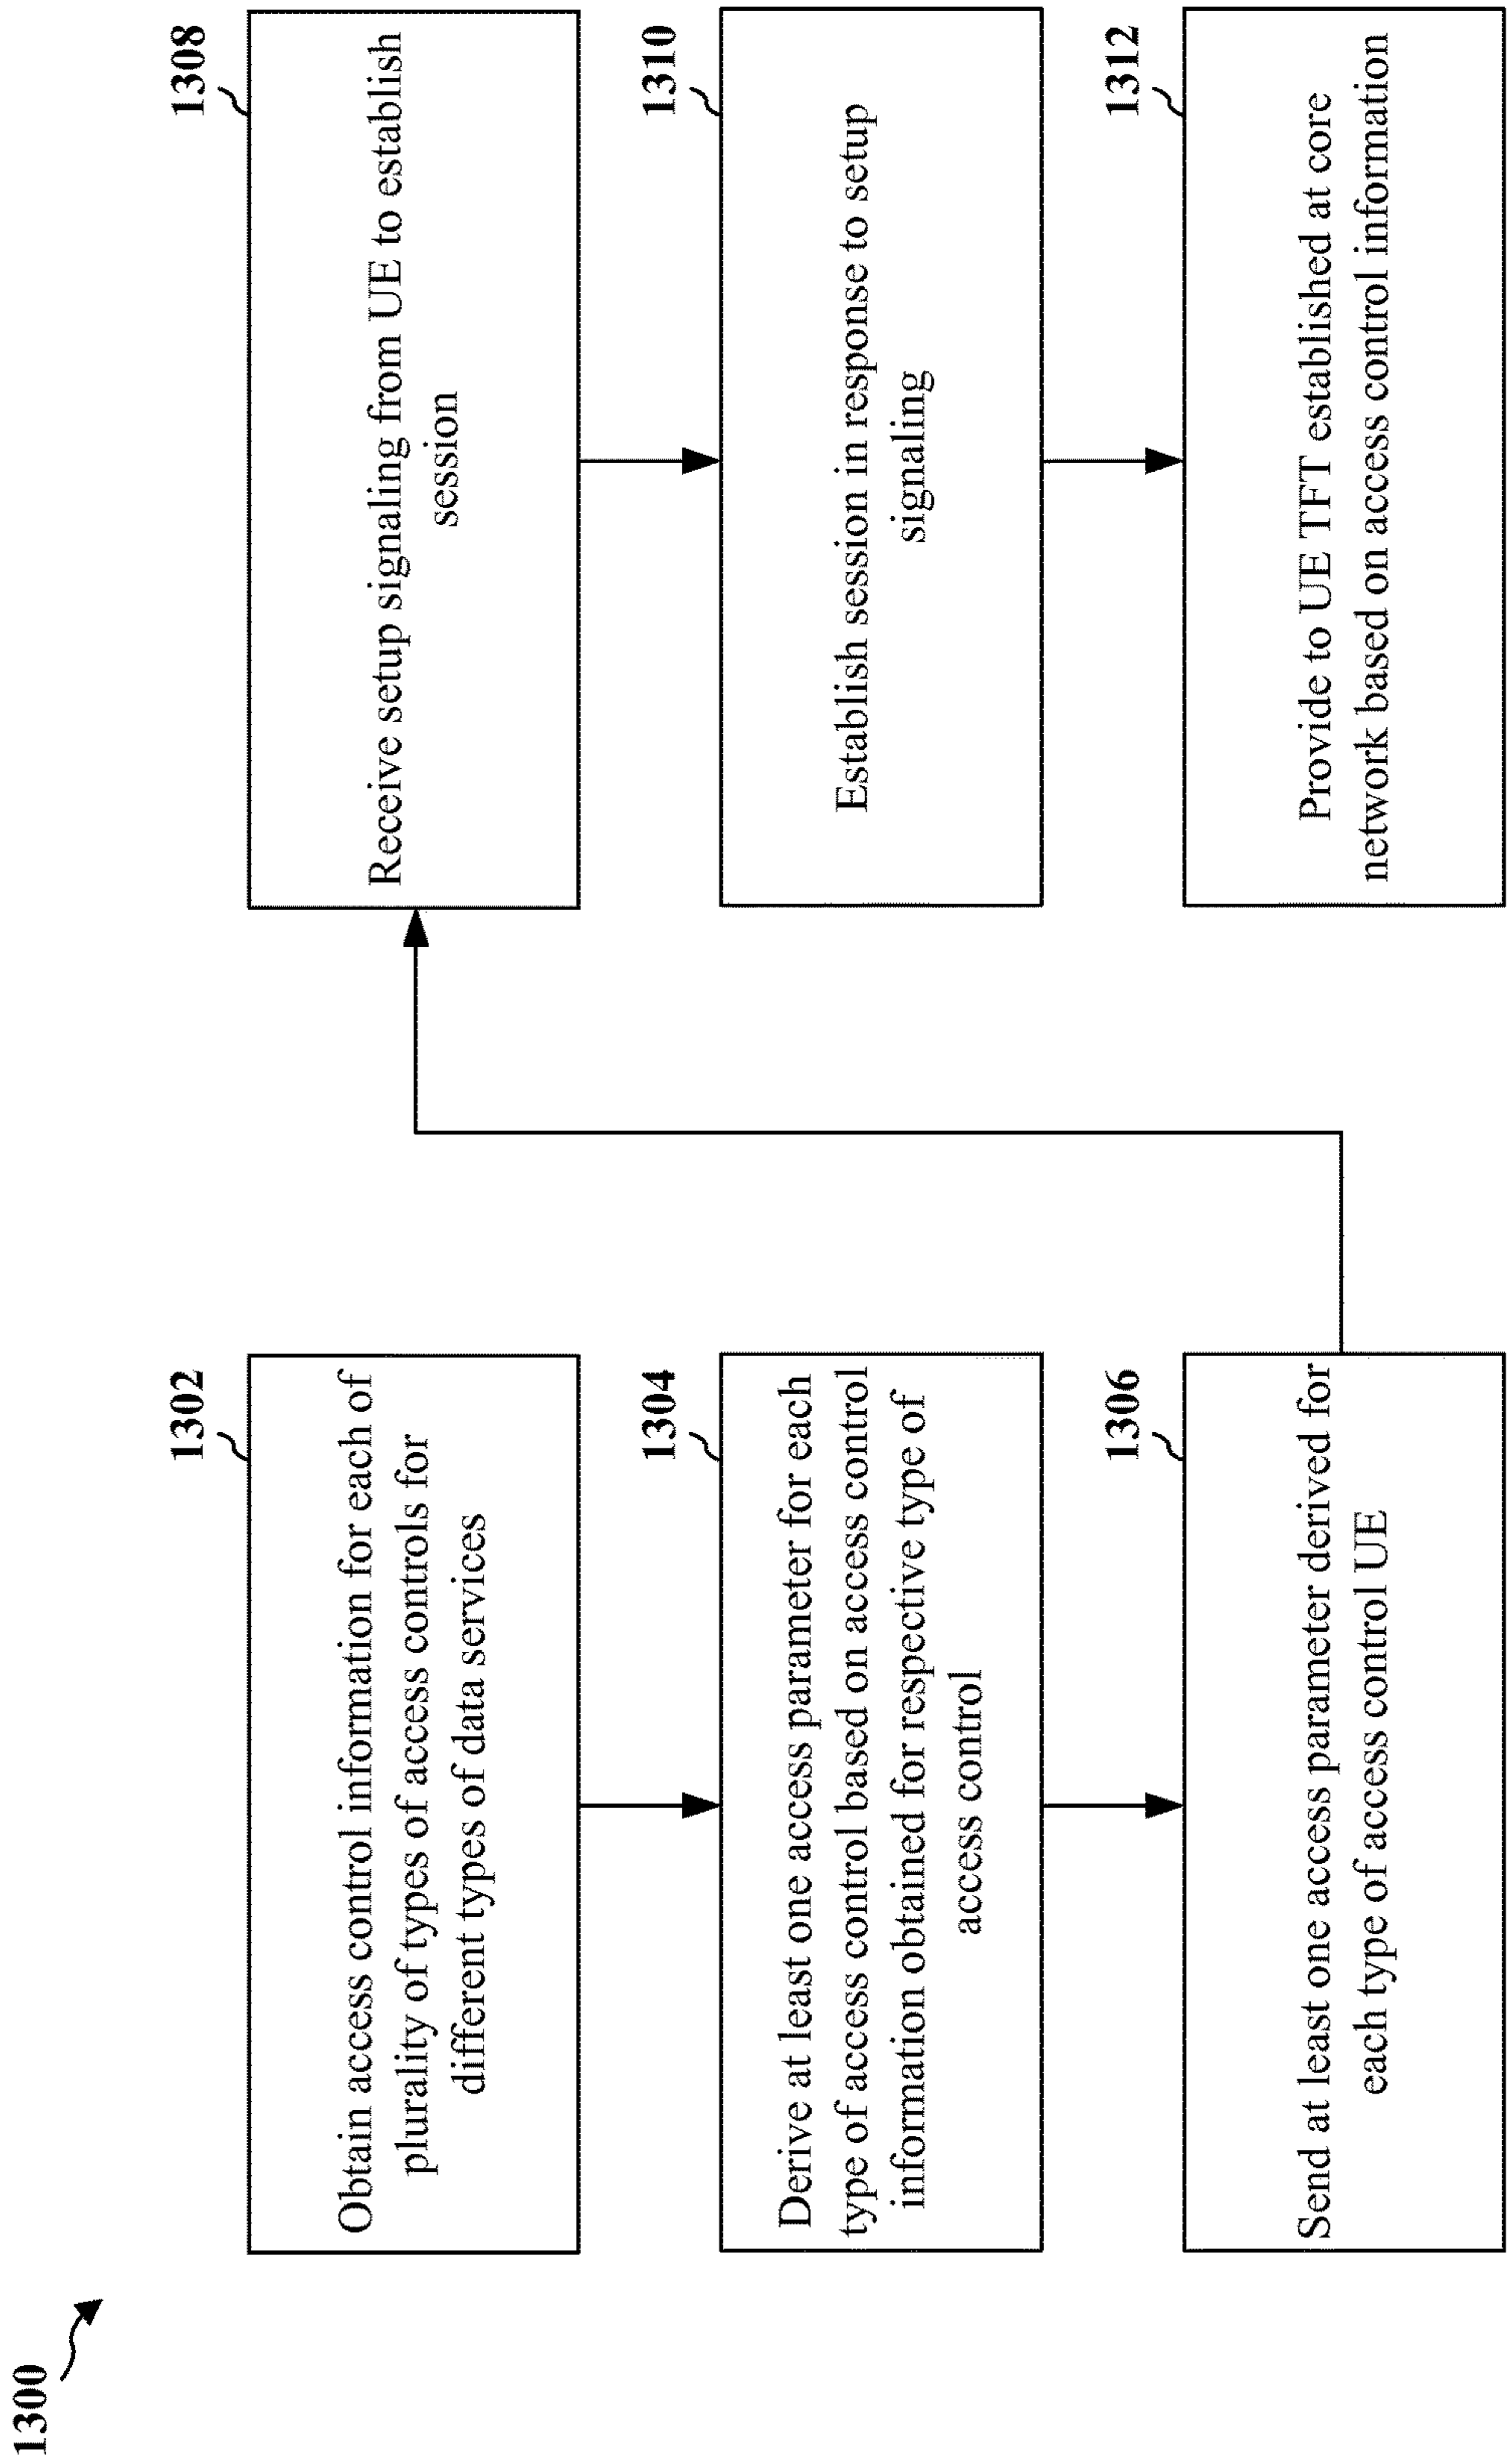 1300
1302
Obtain access control information for each of
plurality of types of access controls for
different types of data services
1304
Derive at least one access parameter for each
type of access control based on access control
information obtained for respective type of
access control
1306
Send at least one access parameter derived for
each type of access control UE
1308
Receive setup signaling from UE to establish
session
1310
Establish session in response to setup
signaling
1312
Provide to UE TFT established at core
network based on access control information